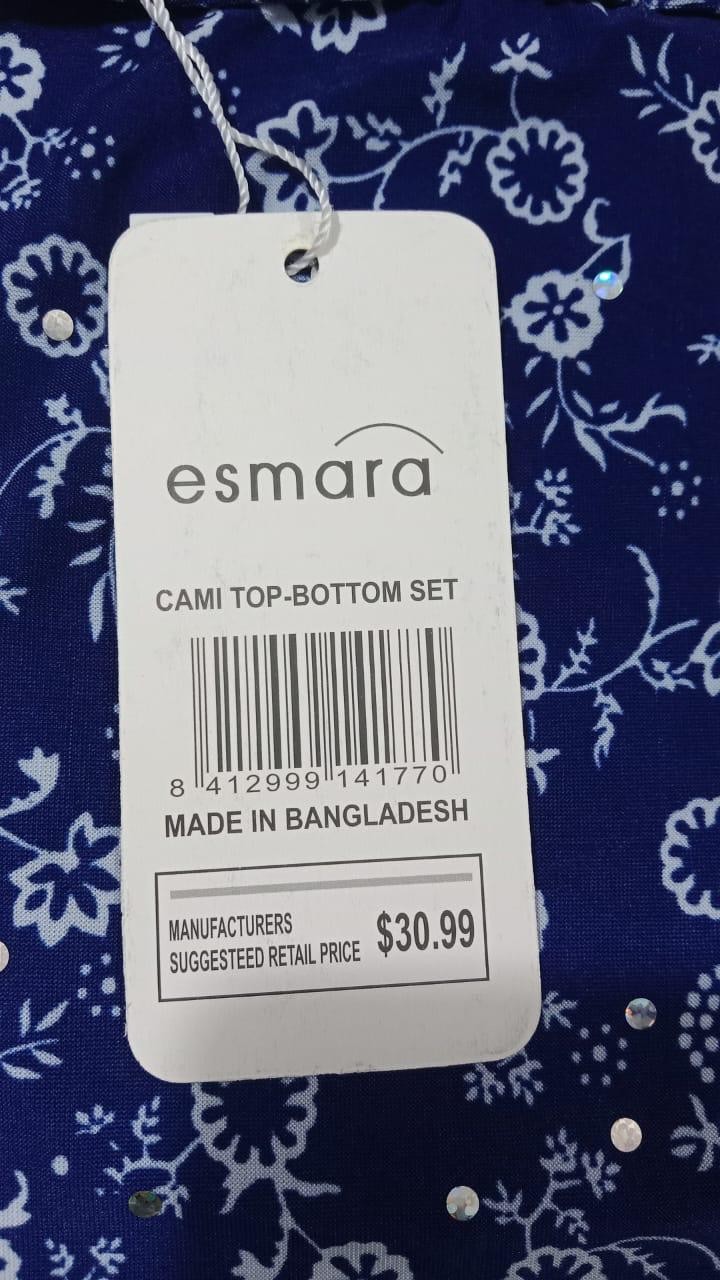 esmara
CAMI TOP-BOTTOM SET
8 412999 141770
MADE IN BANGLADESH
MANUFACTURERS
SUGGESTEED RETAIL PRICE $30.99